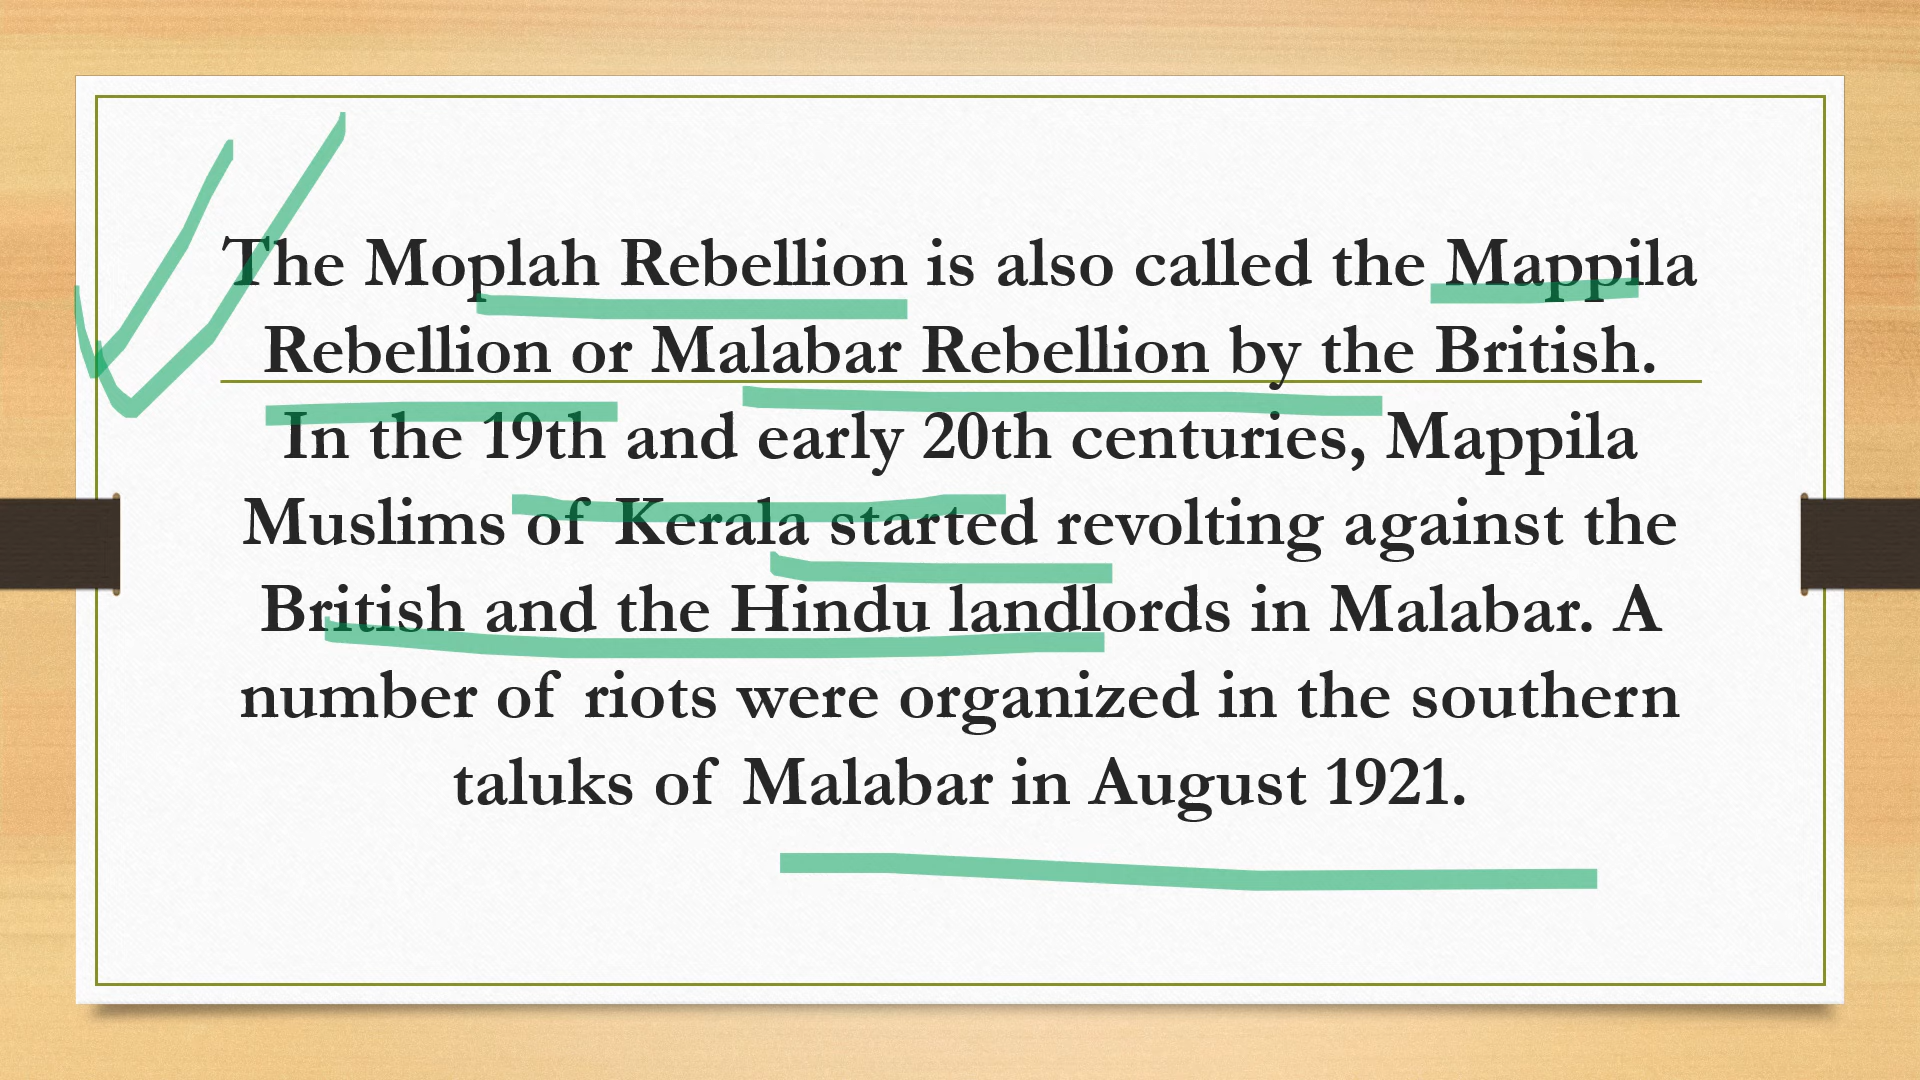 The Moplah Rebellion is also called the Mappila
Rebellion or Malabar Rebellion by the British.
In the 19th and early 20th centuries, Mappila
Muslims of Kerala started revolting against the
British and the Hindu landlords in Malabar. A
number of riots were organized in the southern
taluks of Malabar in August 1921.